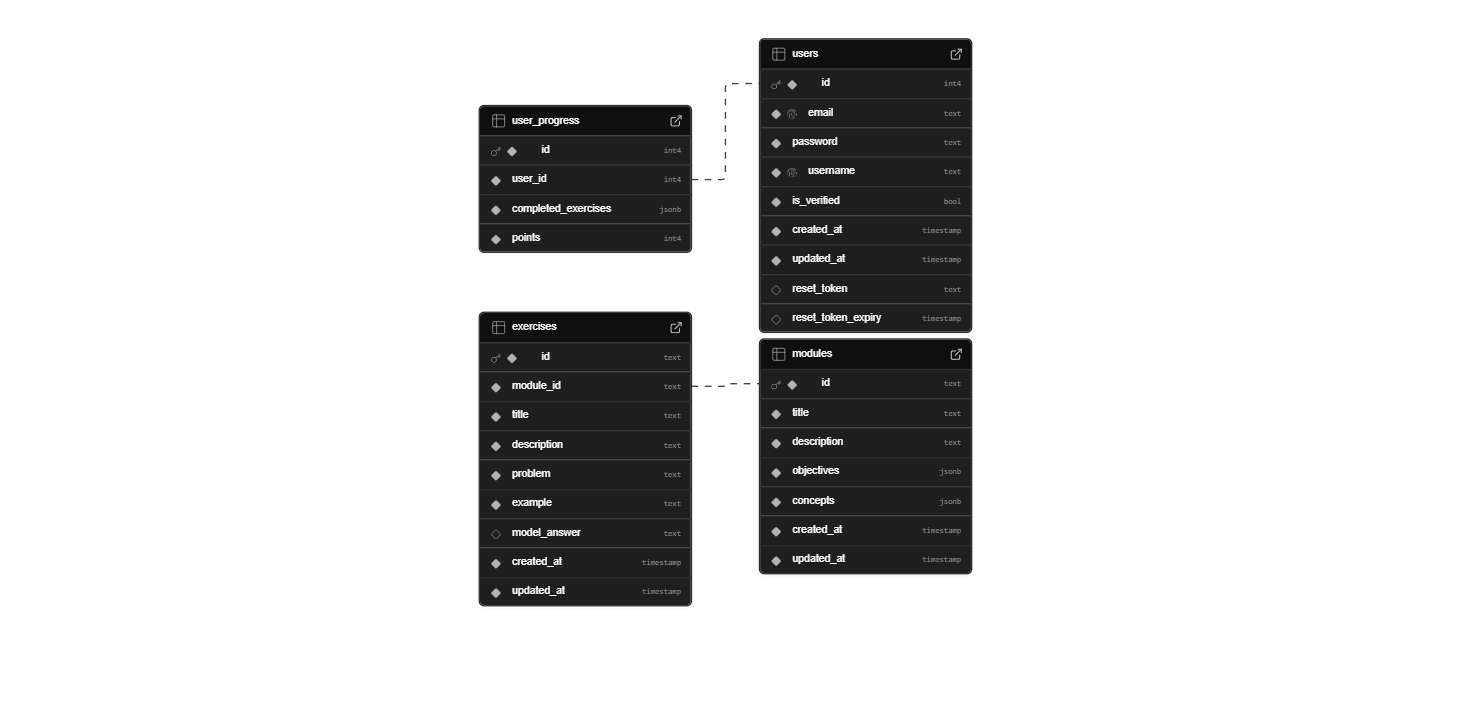 users
id int4
email text
password text
username text
is_verified bool
created_at timestamp
updated_at timestamp
reset_token text
reset_token_expiry timestamp
user_progress
id int4
user_id int4
completed_exercises jsonb
points int4
exercises
id text
module_id text
title text
description text
problem text
example text
model_answer text
created_at timestamp
updated_at timestamp
modules
id text
title text
description text
objectives jsonb
concepts jsonb
created_at timestamp
updated_at timestamp